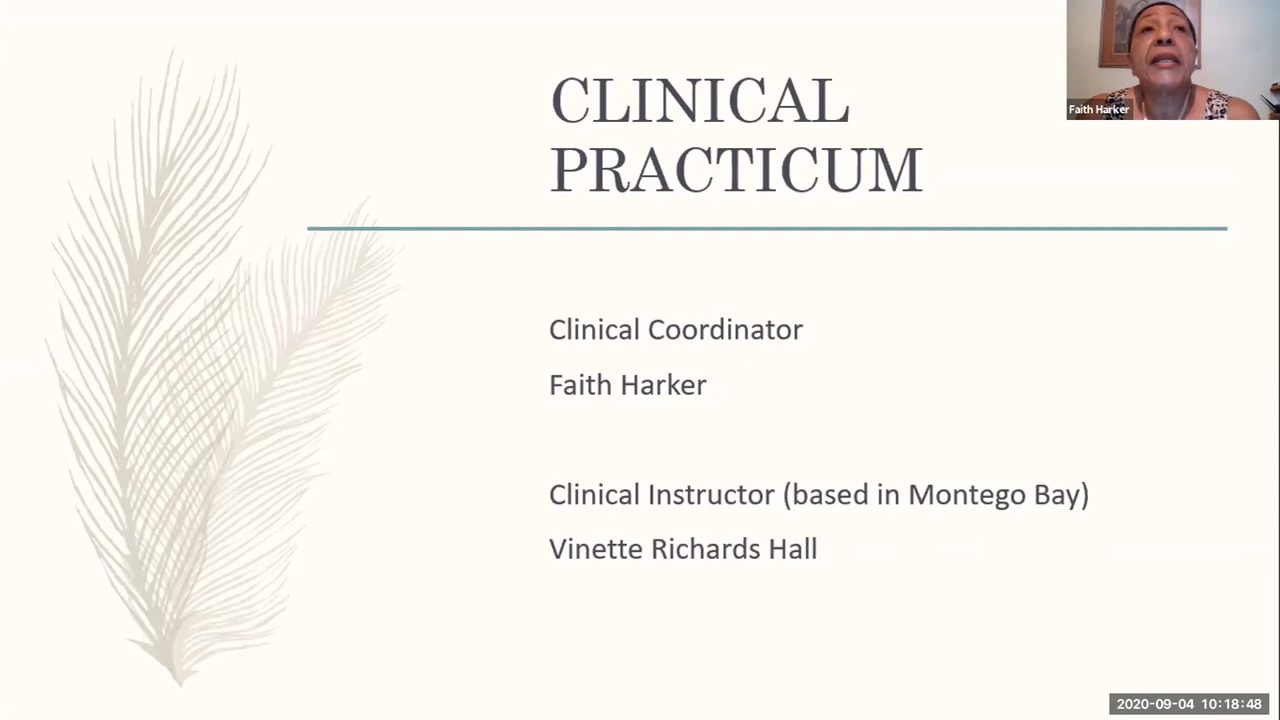 CLINICAL
PRACTICUM
Faith Harker
Clinical Coordinator
Faith Harker
Clinical Instructor (based in Montego Bay)
Vinette Richards Hall
2020-09-04 10:18:48